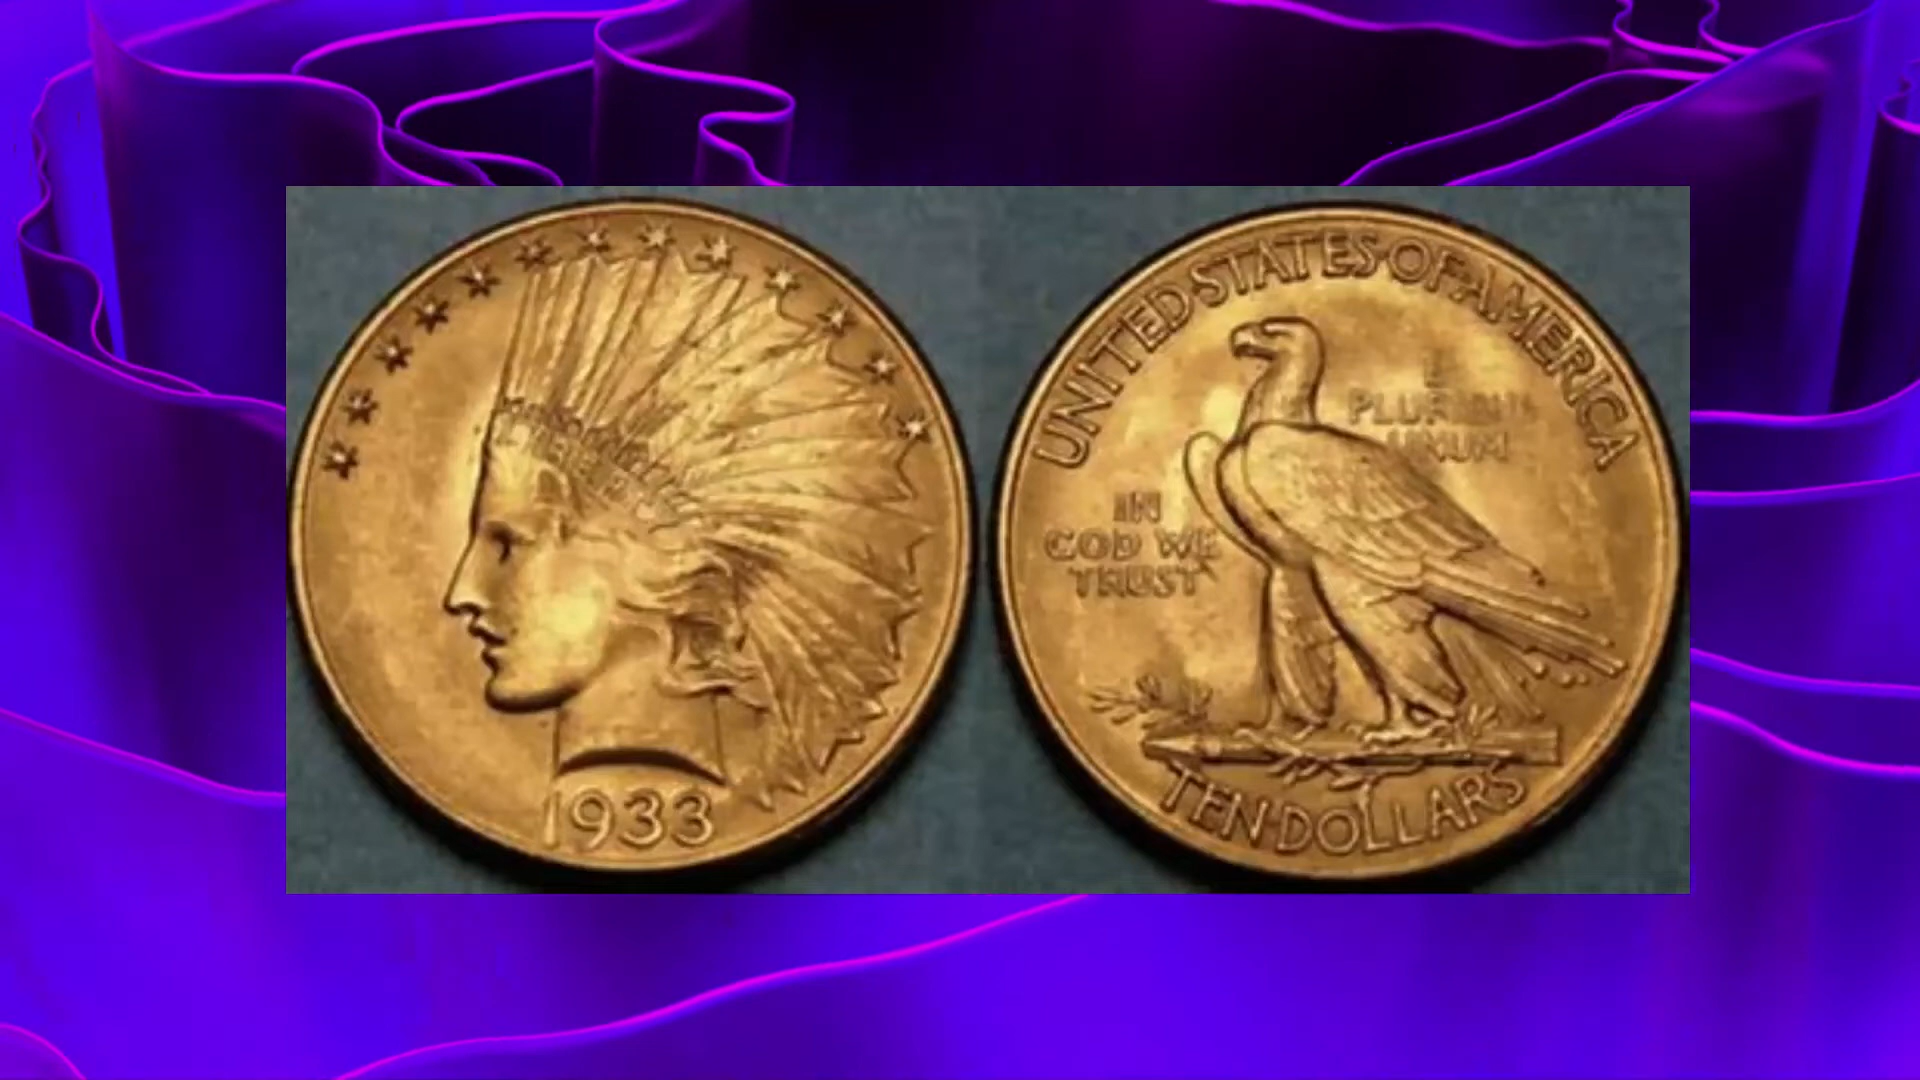 1933
UNITED STATES OF AMERICA
E
PLURIBUS
UNUM
IN
GOD WE
TRUST
TEN DOLLARS